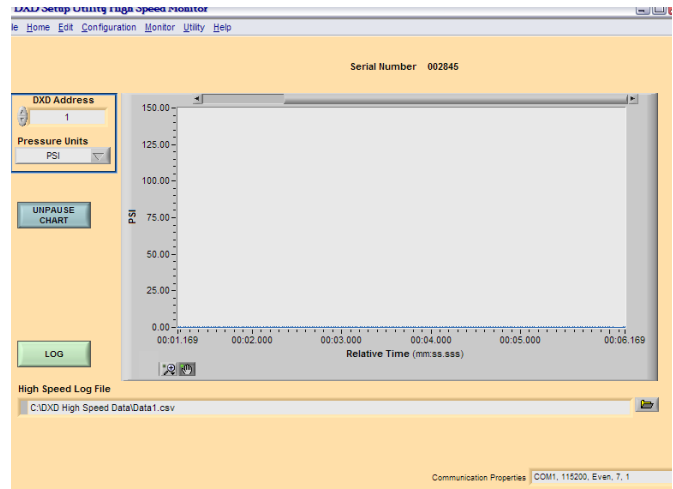 DXD Setup Utility High Speed Monitor
le Home Edit Configuration Monitor Utility Help
Serial Number 002845
DXD Address
1
Pressure Units
PSI
UNPAUSE
CHART
LOG
PSI
150.00
125.00
100.00
75.00
50.00
25.00
0.00
00:01.169 00:02.000 00:03.000 00:04.000 00:05.000 00:06.169
Relative Time (mm:ss.sss)
High Speed Log File
C:\DXD High Speed Data\Data1.csv
Communication Properties COM1, 115200, Even, 7, 1